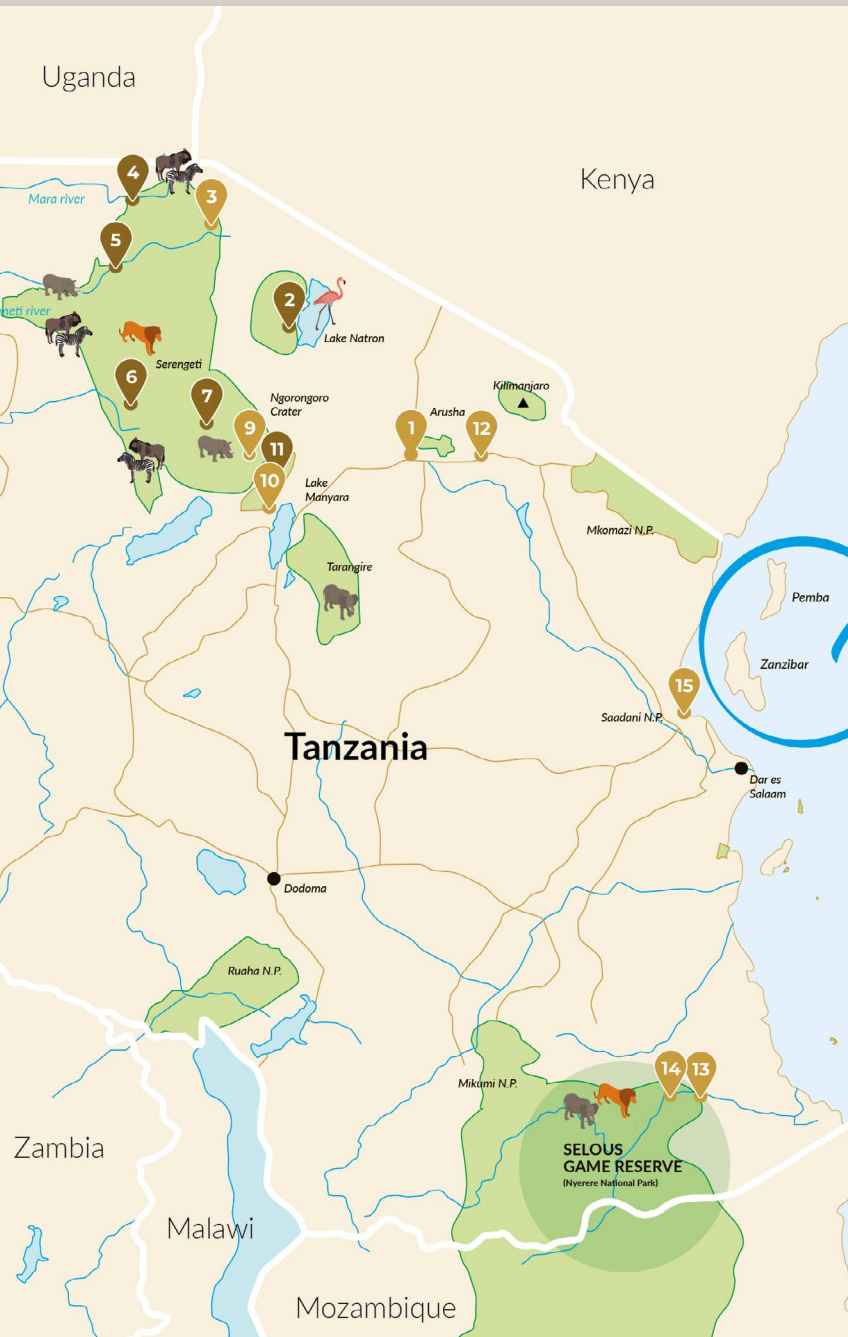 Uganda
Kenya
4
3
Mara river
5
neti river
2
Lake Natron
Serengeti
6
7
Kilimanjaro
Ngorongoro
Crater
Arusha
9
1
12
11
10
Lake
Manyara
Mkomazi N.P.
Tarangire
Pemba
Zanzibar
15
Saadani N.P.
Tanzania
Dar es
Salaam
Dodoma
Ruaha N.P.
14
13
Mikumi N.P.
SELOUS
GAME RESERVE
(Nyerere National Park)
Zambia
Malawi
Mozambique